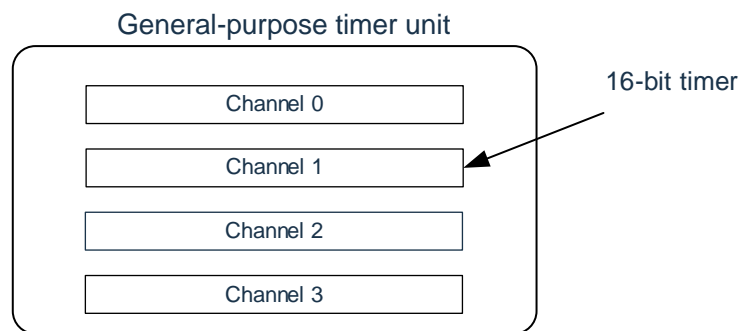 General-purpose timer unit
16-bit timer
Channel 0
Channel 1
Channel 2
Channel 3